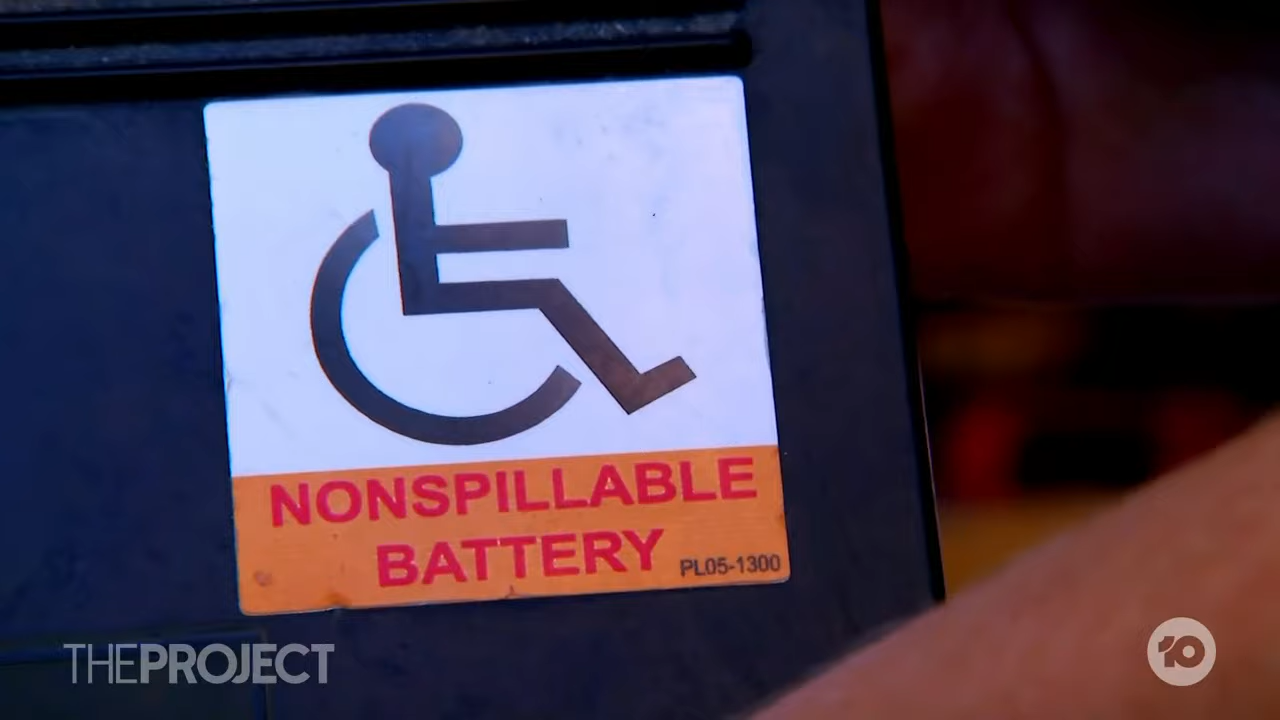 NONSPILLABLE
BATTERY
PL05-1300
THEPROJECT
10